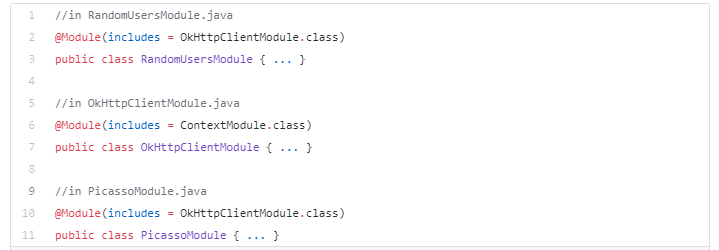 1 //in RandomUsersModule.java
2 @Module(includes = OkHttpClientModule.class)
3 public class RandomUsersModule { ... }
4
5 //in OkHttpClientModule.java
6 @Module(includes = ContextModule.class)
7 public class OkHttpClientModule { ... }
8
9 //in PicassoModule.java
10 @Module(includes = OkHttpClientModule.class)
11 public class PicassoModule { ... }